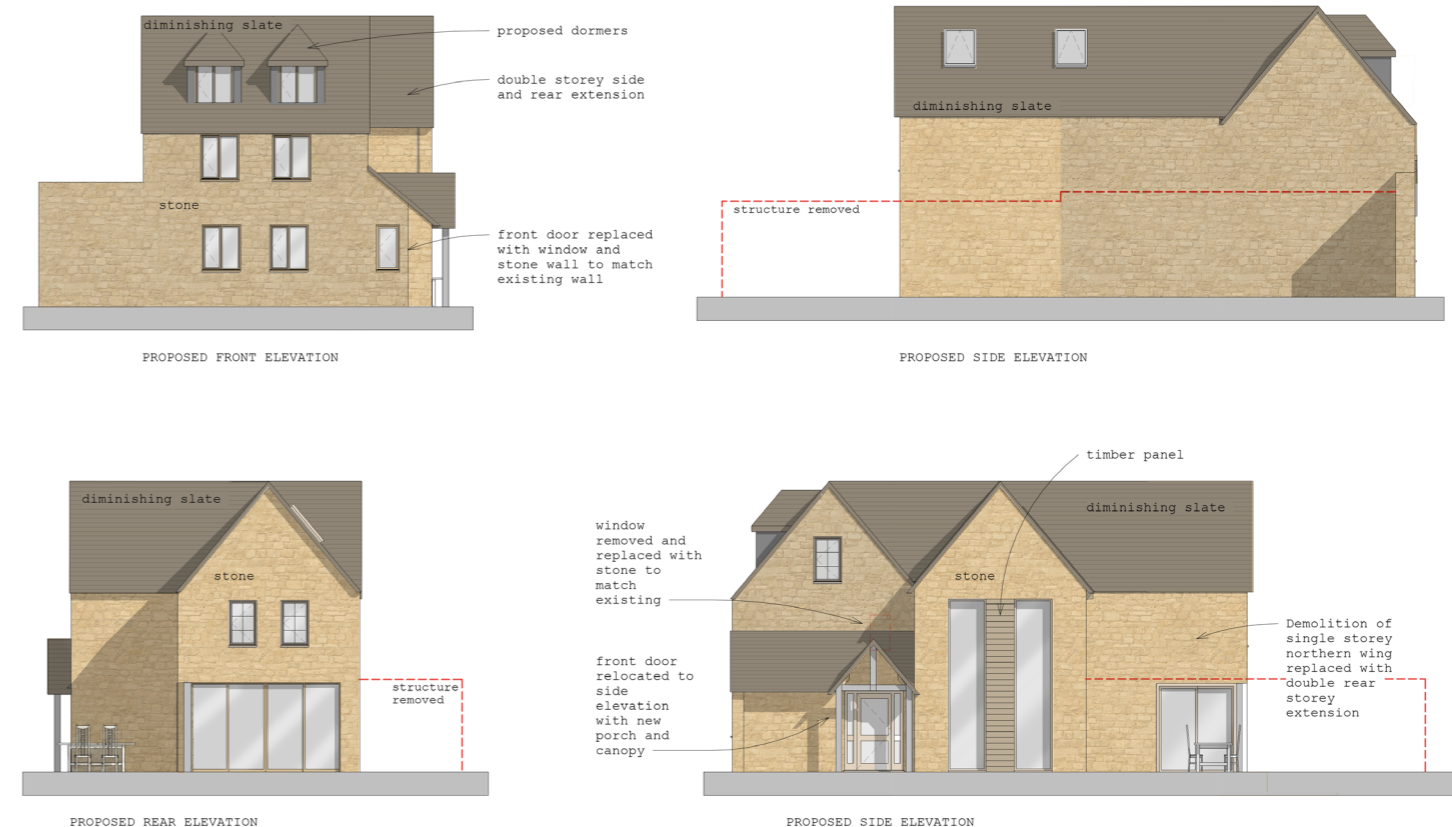 diminishing slate
proposed dormers
double storey side
and rear extension
stone
front door replaced
with window and
stone wall to match
existing wall
PROPOSED FRONT ELEVATION
diminishing slate
structure removed
PROPOSED SIDE ELEVATION
diminishing slate
stone
structure
removed
PROPOSED REAR ELEVATION
timber panel
diminishing slate
window
removed and
replaced with
stone to
match
existing
stone
front door
relocated to
side
elevation
with new
porch and
canopy
Demolition of
single storey
northern wing
replaced with
double rear
storey
extension
PROPOSED SIDE ELEVATION